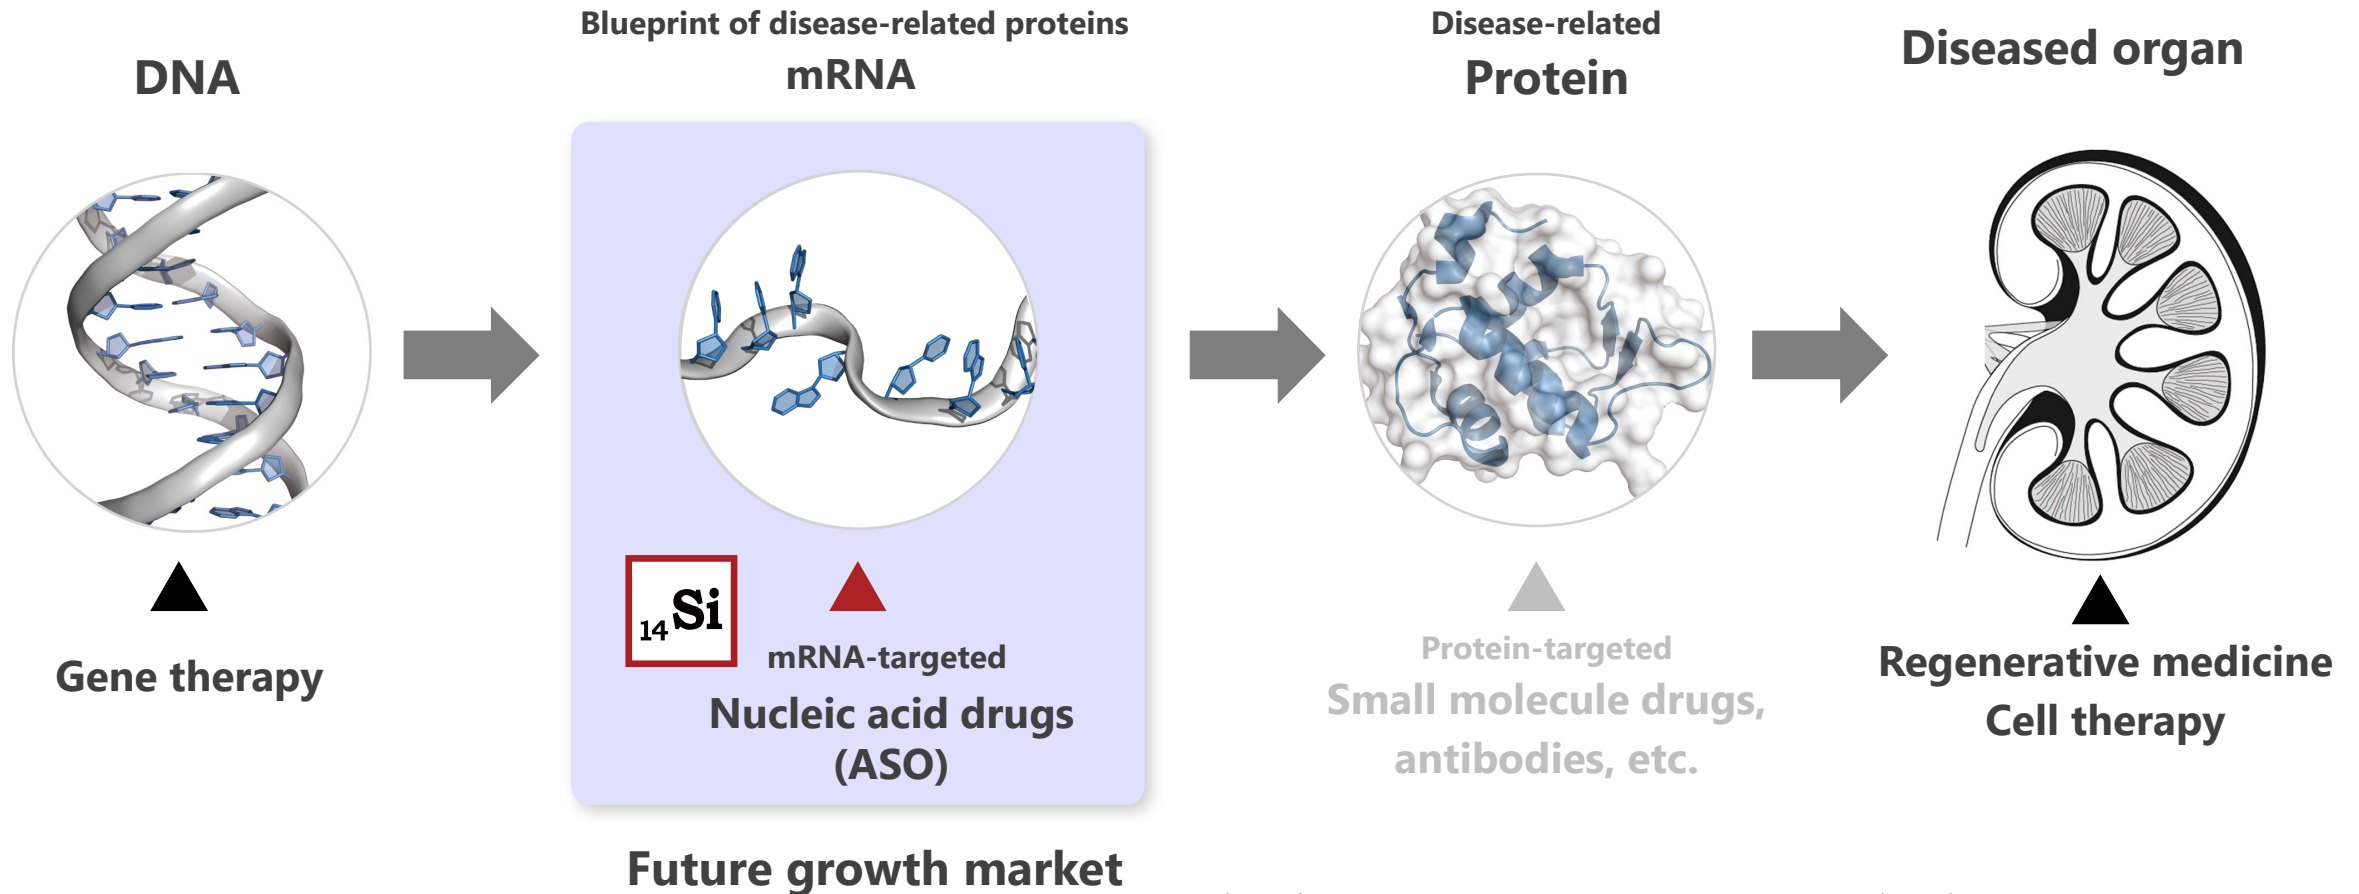 DNA
Blueprint of disease-related proteins
mRNA
Disease-related
Protein
Diseased organ
Gene therapy
14Si
mRNA-targeted
Nucleic acid drugs
(ASO)
Protein-targeted
Small molecule drugs,
antibodies, etc.
Regenerative medicine
Cell therapy
Future growth market